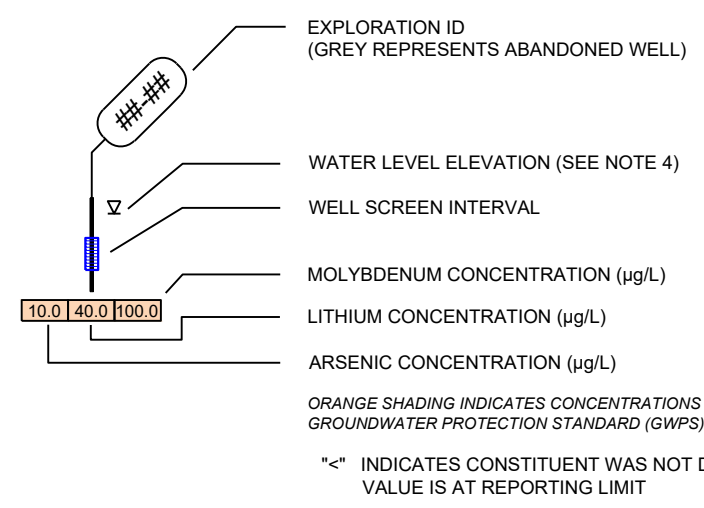 EXPLORATION ID
(GREY REPRESENTS ABANDONED WELL)
##-##
WATER LEVEL ELEVATION (SEE NOTE 4)
WELL SCREEN INTERVAL
MOLYBDENUM CONCENTRATION (µg/L)
10.0 40.0 100.0
LITHIUM CONCENTRATION (µg/L)
ARSENIC CONCENTRATION (µg/L)
ORANGE SHADING INDICATES CONCENTRATIONS
GROUNDWATER PROTECTION STANDARD (GWPS)
"<" INDICATES CONSTITUENT WAS NOT
VALUE IS AT REPORTING LIMIT